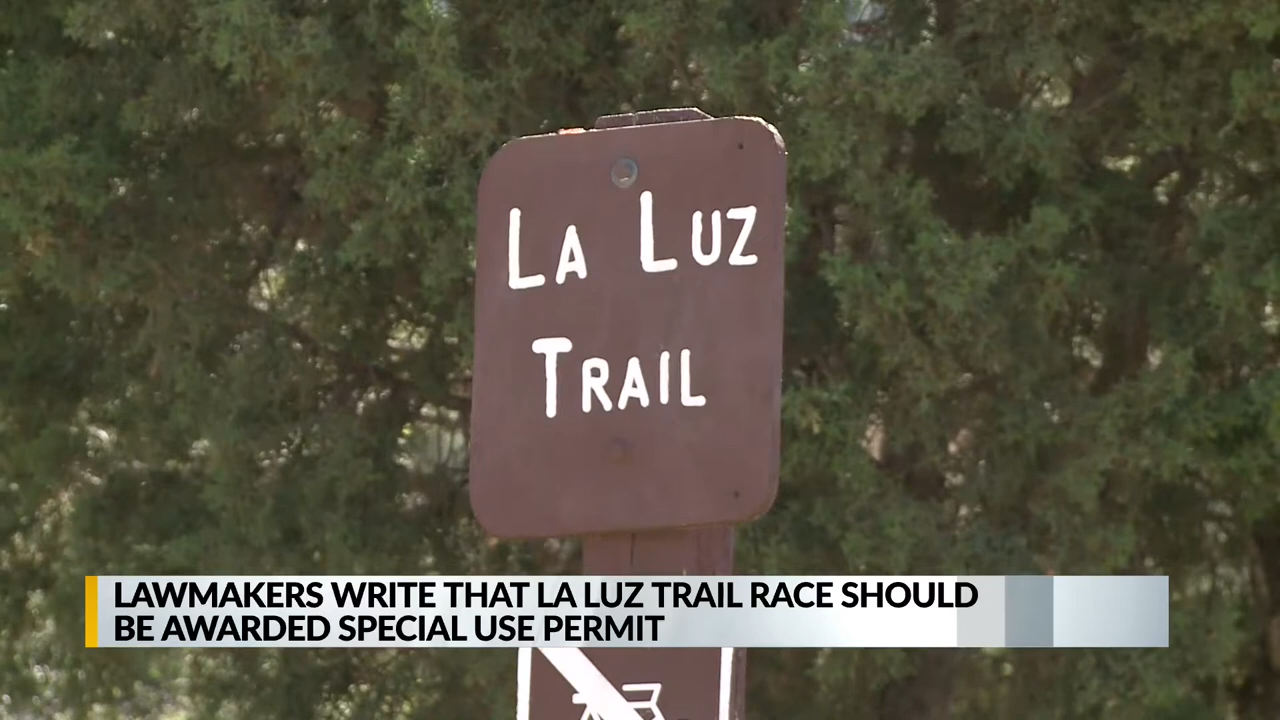 La Luz
Trail
LAWMAKERS WRITE THAT LA LUZ TRAIL RACE SHOULD
BE AWARDED SPECIAL USE PERMIT